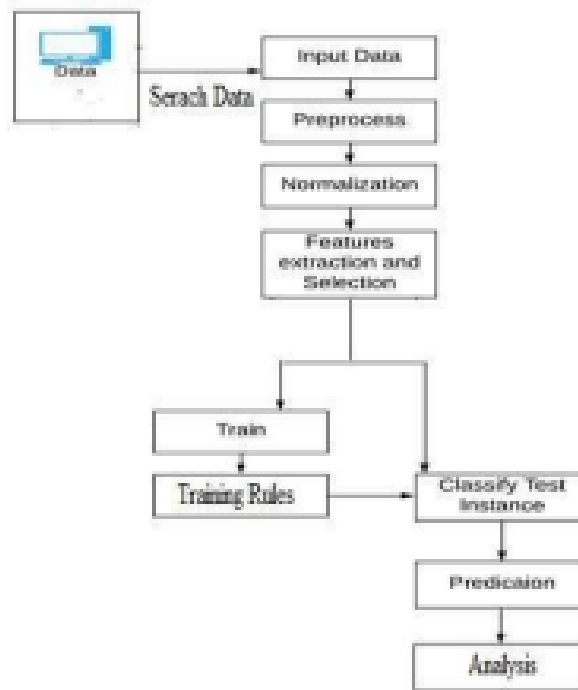 Data
Serach Data
Input Data
Preprocess
Normalization
Features
extraction and
Selection
Train
Training Rules
Classify Test
Instance
Predicaion
Analysis